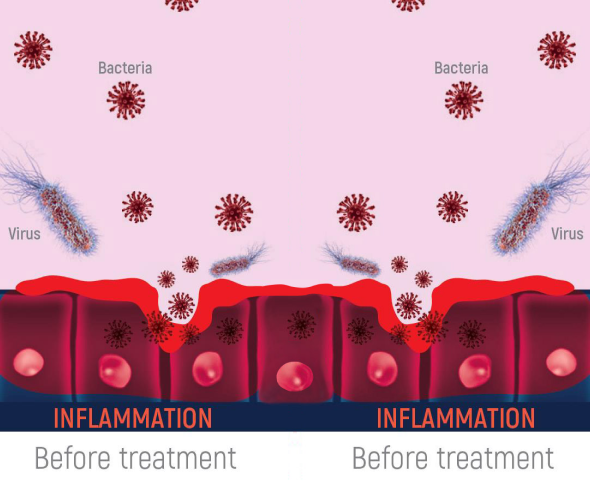 Bacteria Bacteria
Virus Virus
INFLAMMATION INFLAMMATION
Before treatment Before treatment